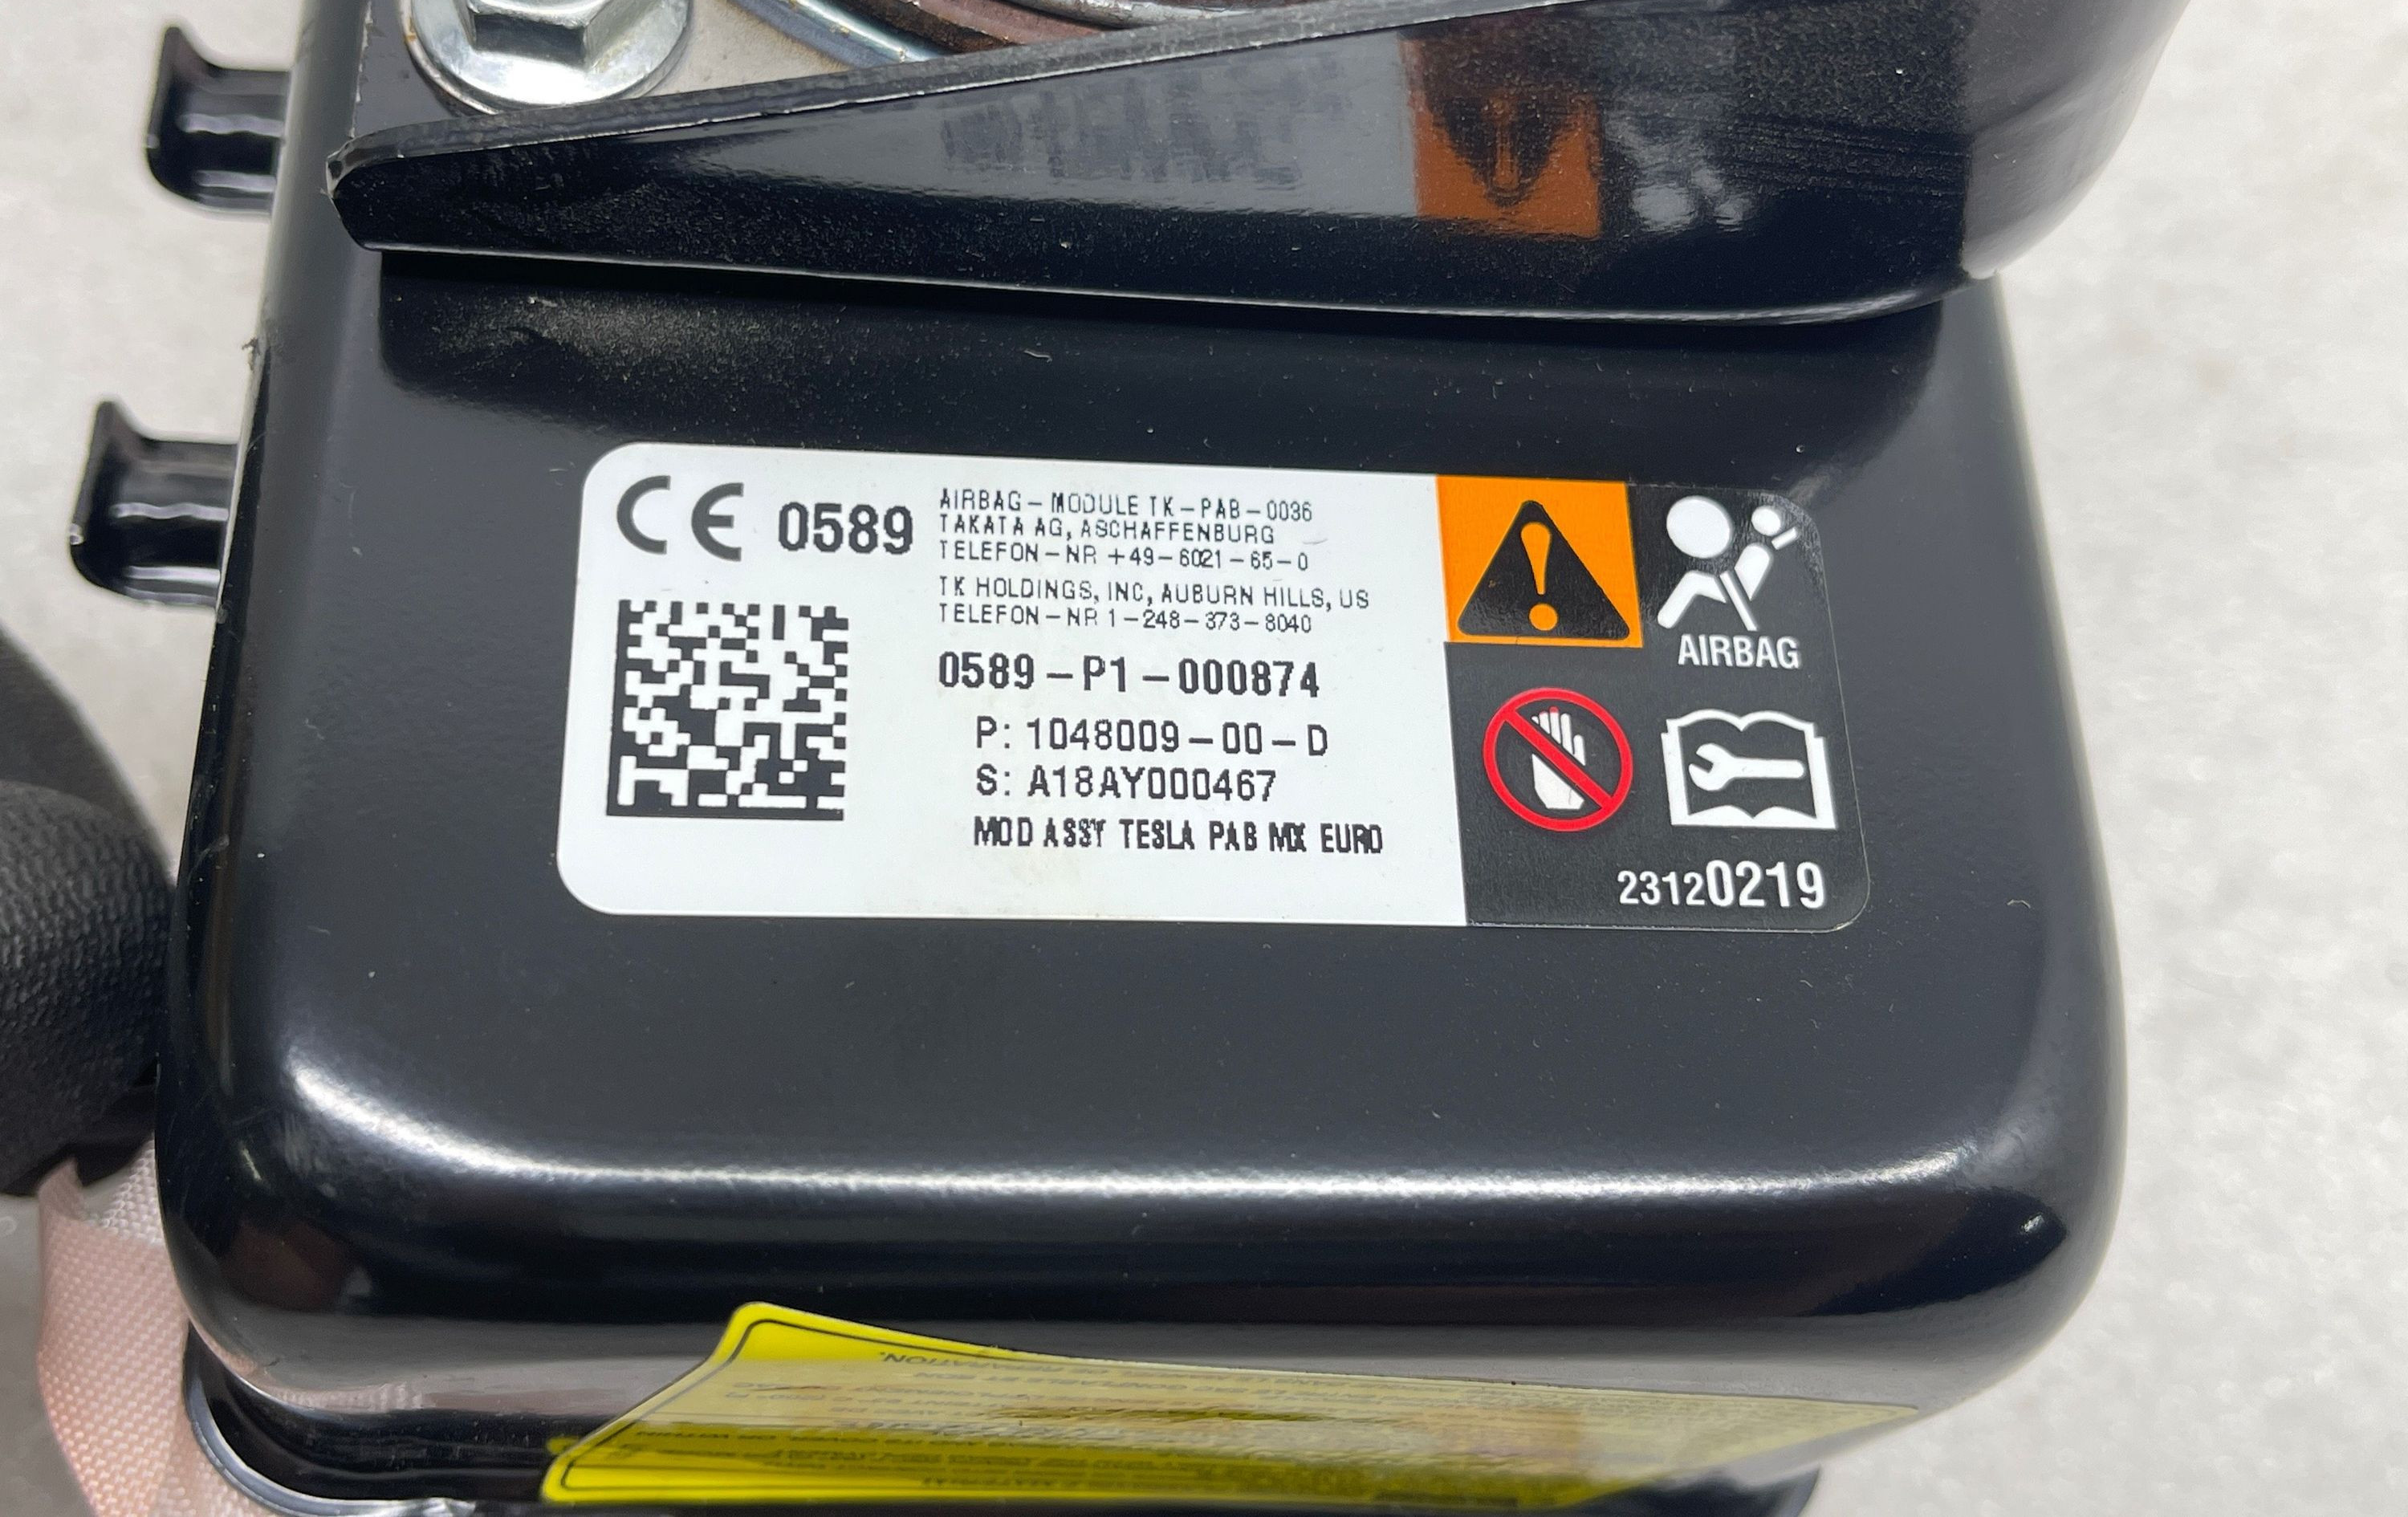 CE 0589
AIRBAG-MODULE TK-PAB-0036
TAKATA AG, ASCHAFFENBURG
TELEFON-NR +49-6021-65-0
TK HOLDINGS, INC, AUBURN HILLS, US
TELEFON-NR 1-248-373-8040
0589-P1-000874
P: 1048009-00-D
S: A18AY000467
MOD ASSY TESLA PAB MX EURO
AIRBAG
23120219
REPARATION.